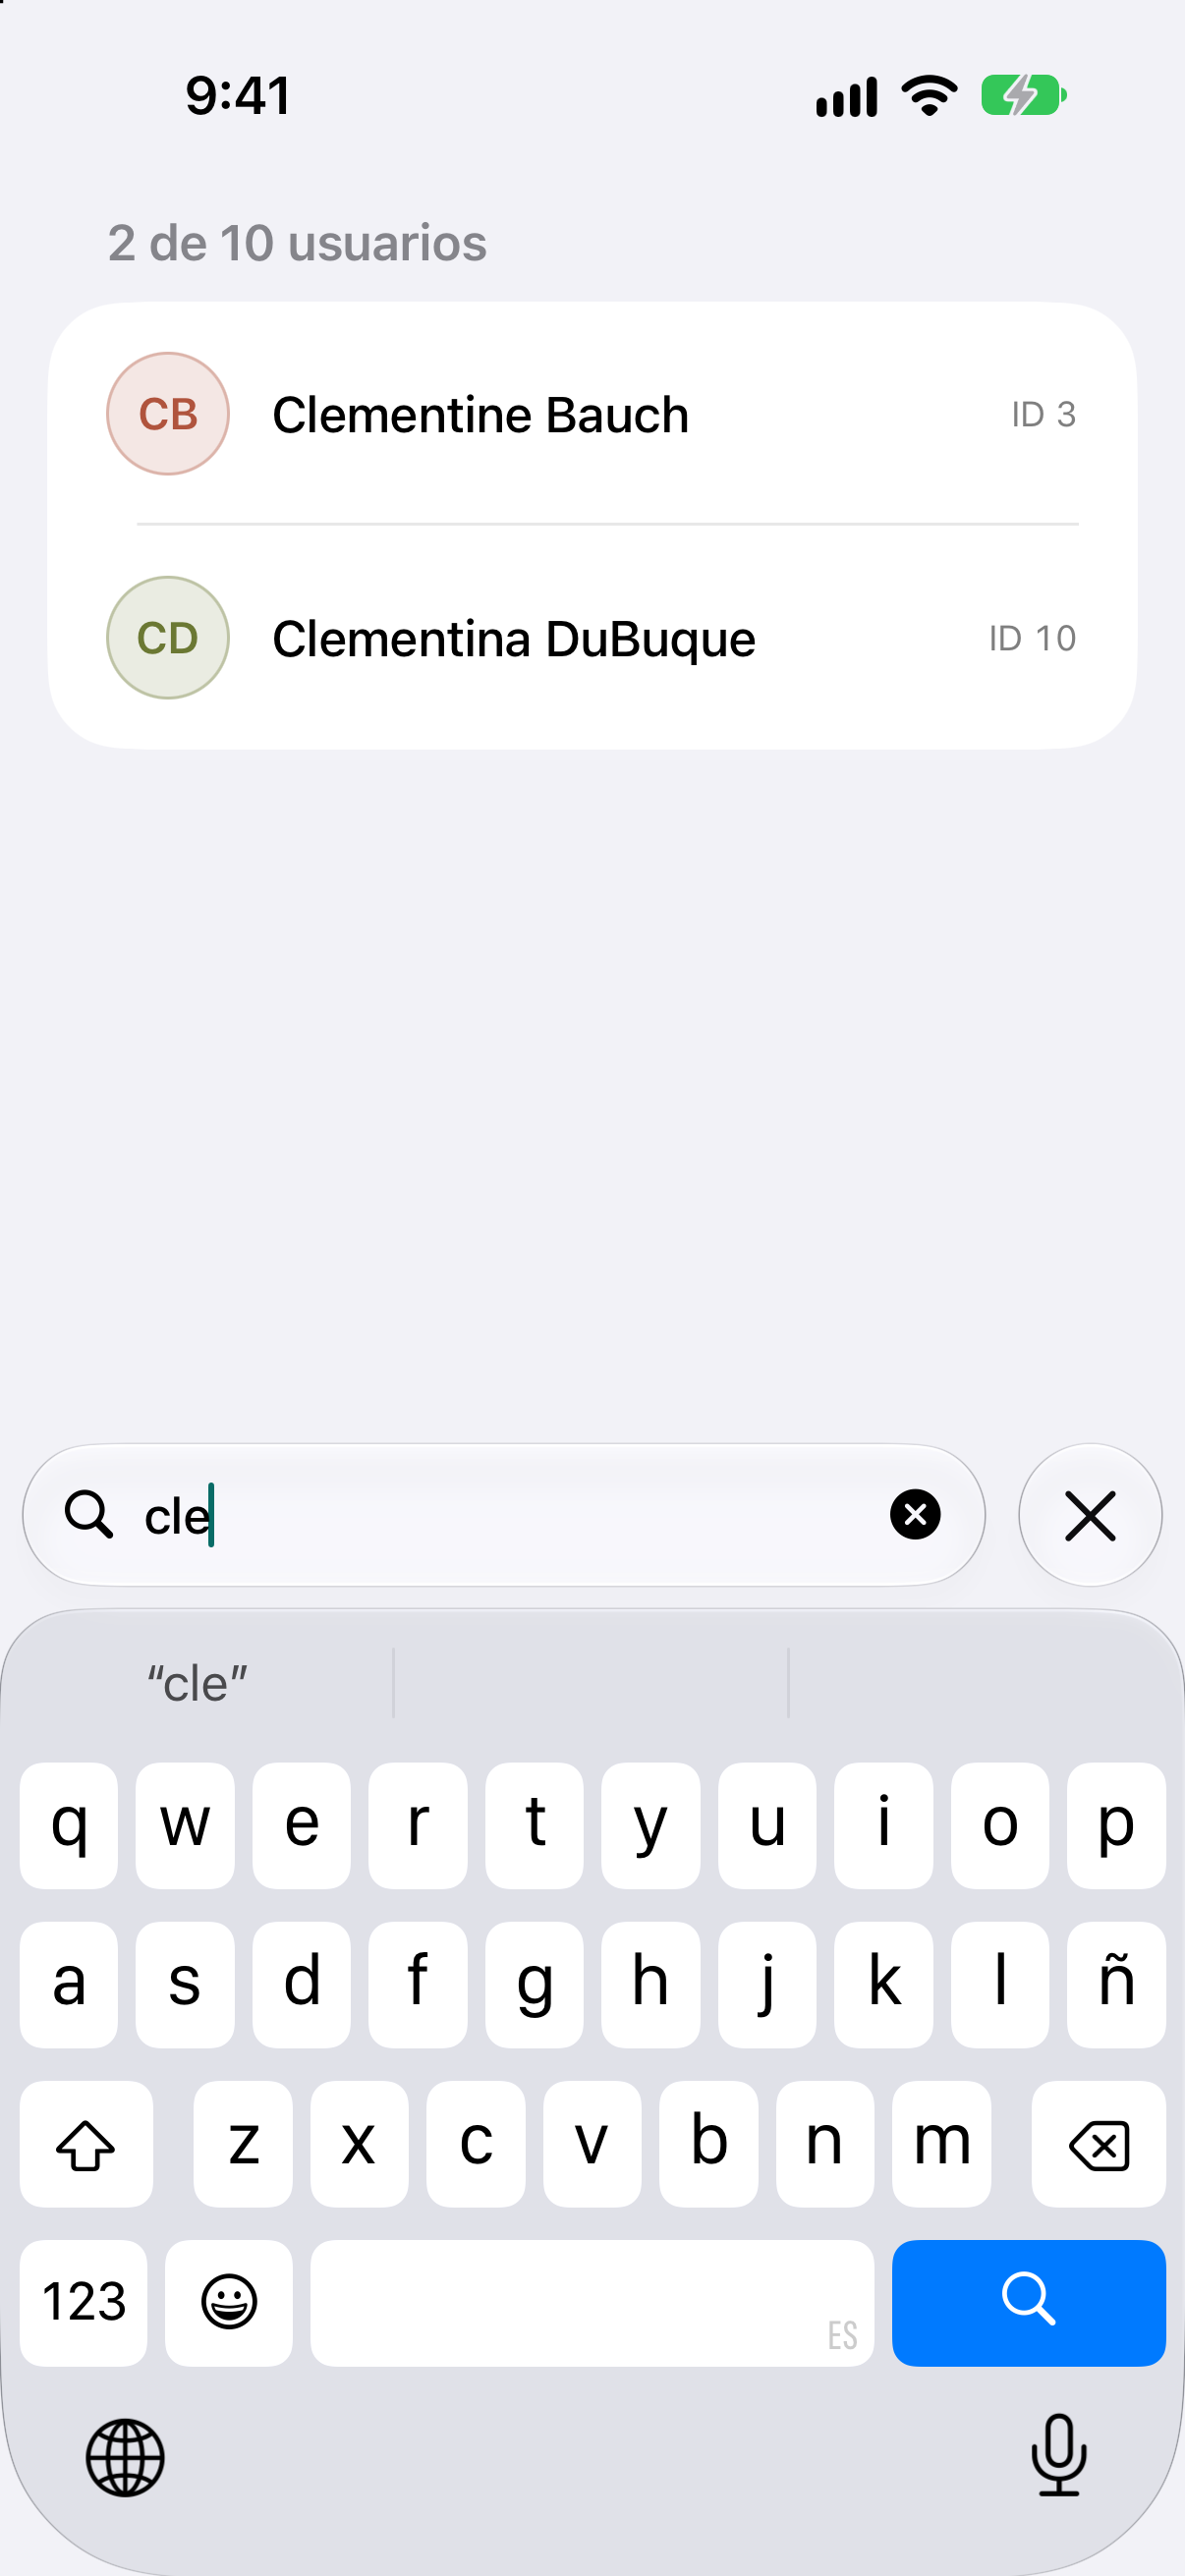 9:41
2 de 10 usuarios
CB Clementine Bauch ID 3
CD Clementina DuBuque ID 10
cle
“cle”
q w e r t y u i o p
a s d f g h j k l ñ
z x c v b n m
123 ES